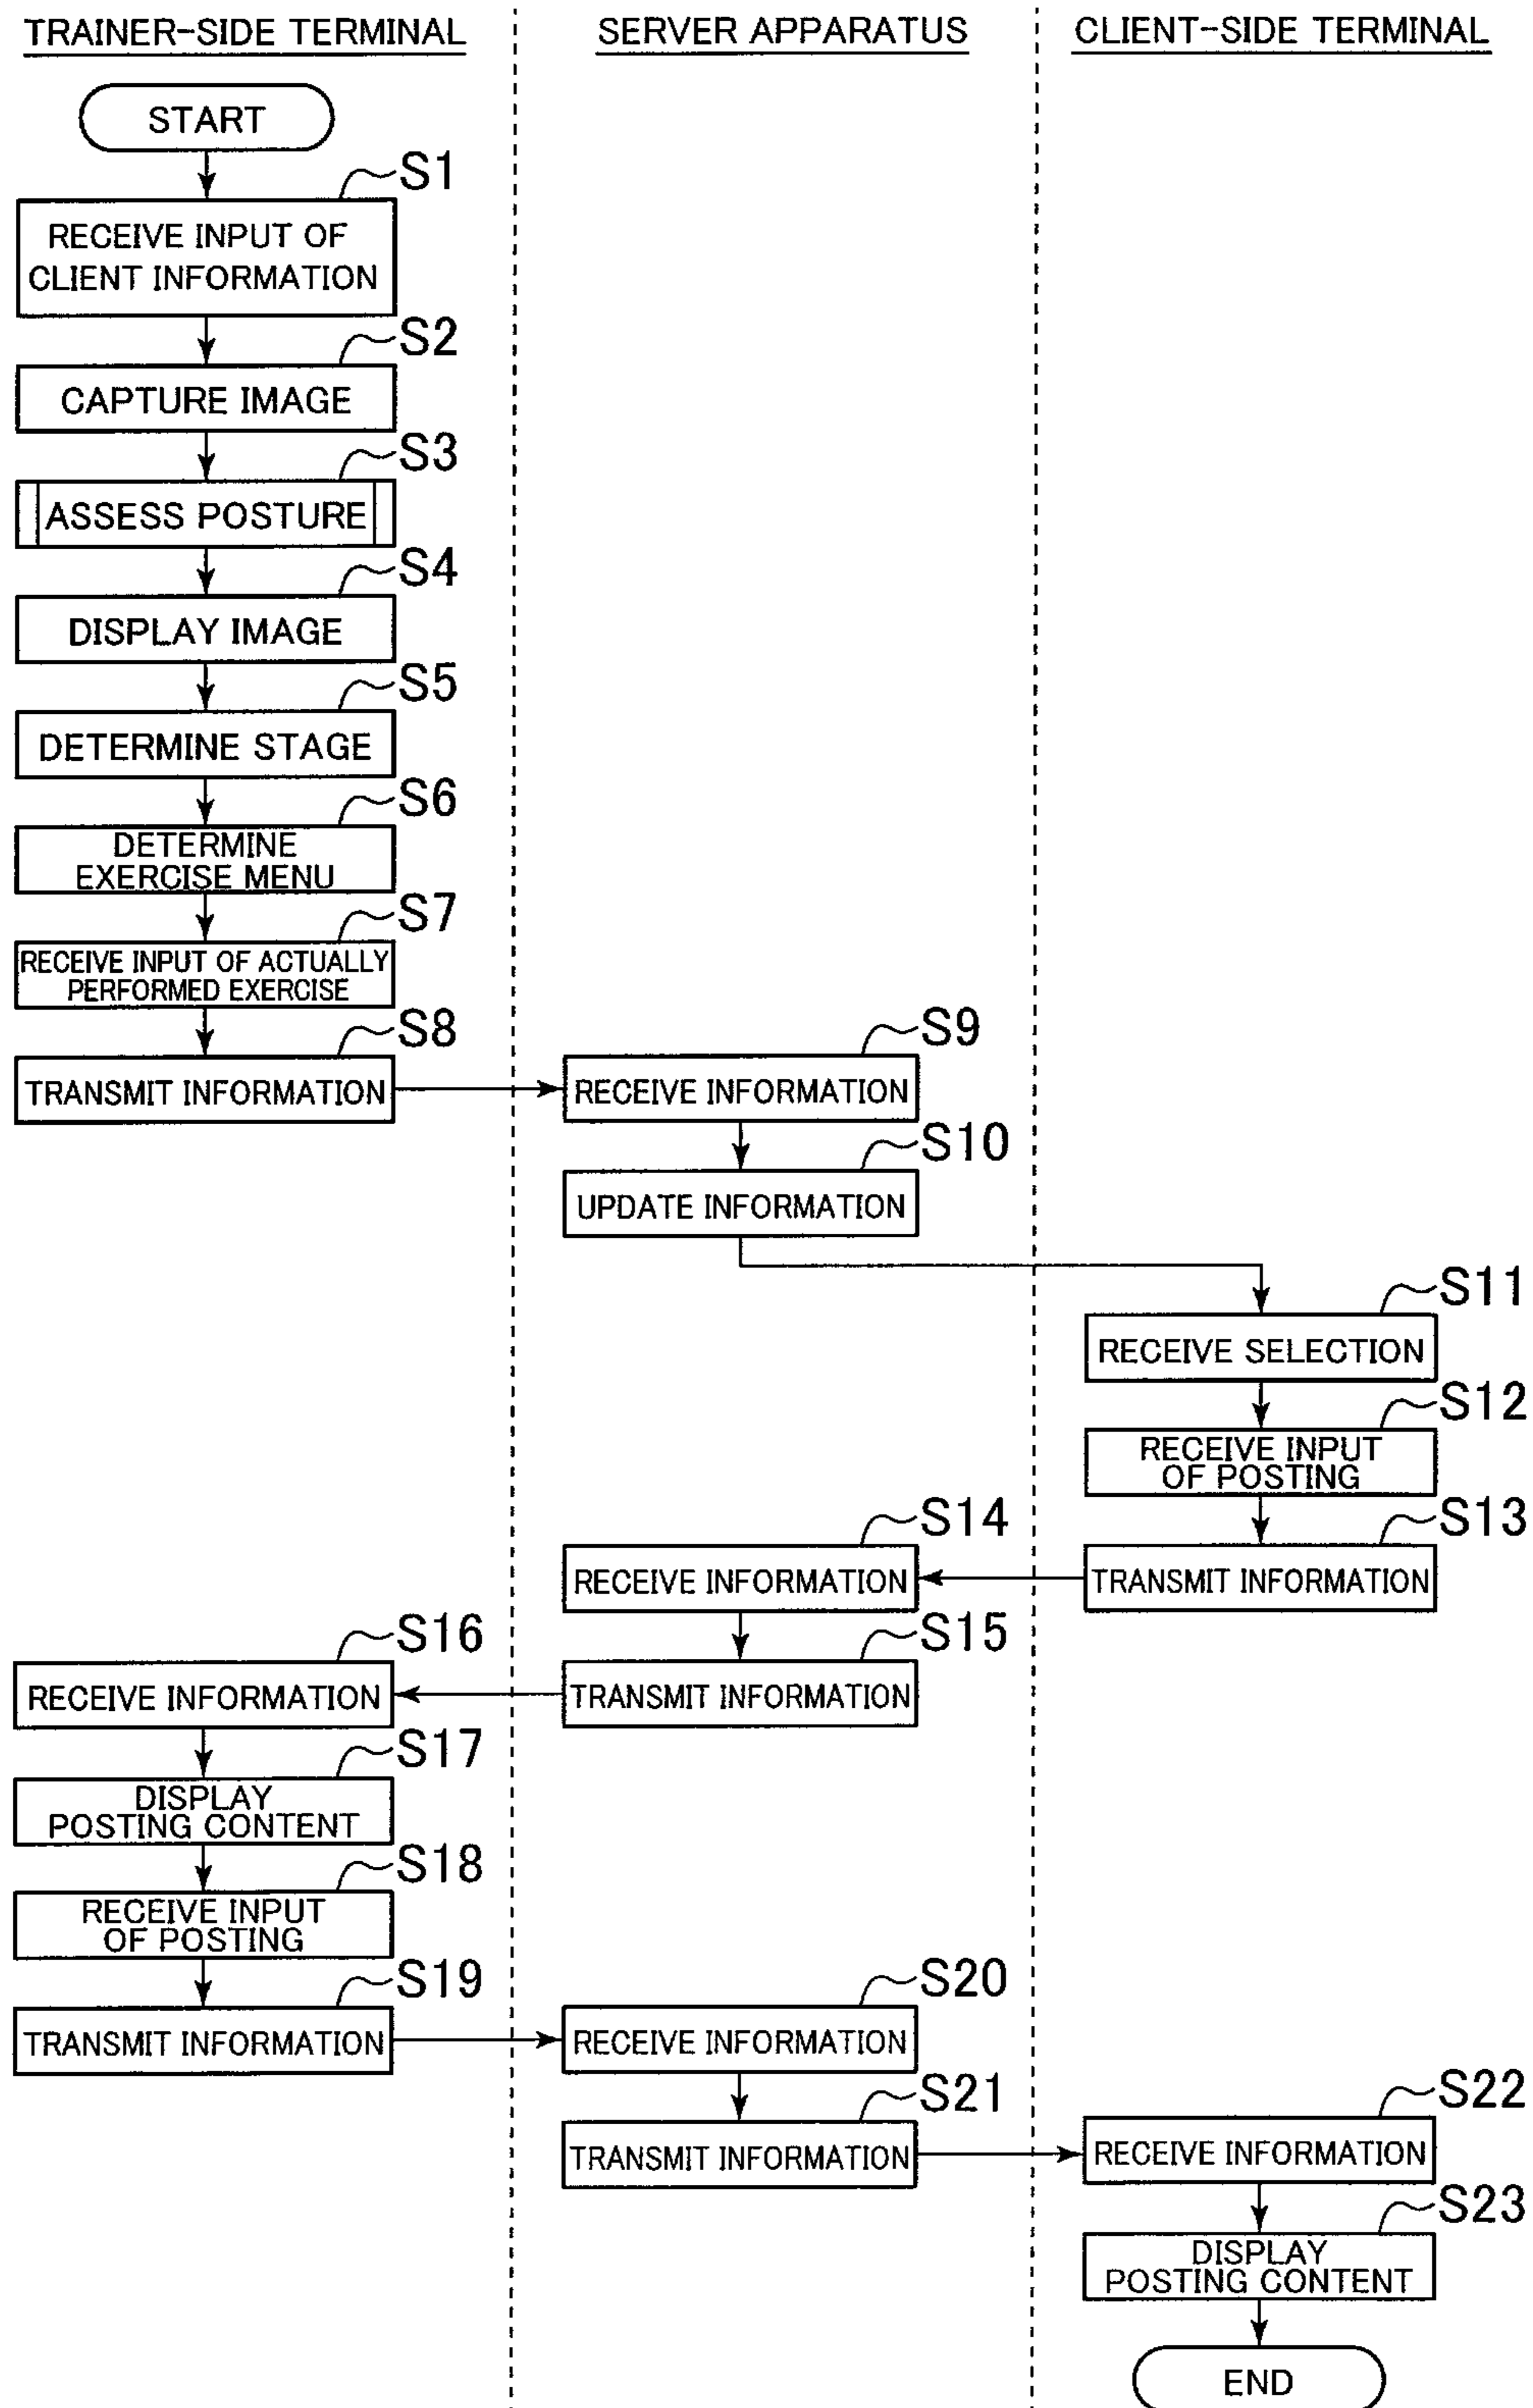 TRAINER-SIDE TERMINAL
SERVER APPARATUS
CLIENT-SIDE TERMINAL
START
S1
RECEIVE INPUT OF
CLIENT INFORMATION
S2
CAPTURE IMAGE
S3
ASSESS POSTURE
S4
DISPLAY IMAGE
S5
DETERMINE STAGE
S6
DETERMINE
EXERCISE MENU
S7
RECEIVE INPUT OF ACTUALLY
PERFORMED EXERCISE
S8
TRANSMIT INFORMATION
S9
RECEIVE INFORMATION
S10
UPDATE INFORMATION
S11
RECEIVE SELECTION
S12
RECEIVE INPUT
OF POSTING
S13
TRANSMIT INFORMATION
S14
RECEIVE INFORMATION
S15
TRANSMIT INFORMATION
S16
RECEIVE INFORMATION
S17
DISPLAY
POSTING CONTENT
S18
RECEIVE INPUT
OF POSTING
S19
TRANSMIT INFORMATION
S20
RECEIVE INFORMATION
S21
TRANSMIT INFORMATION
S22
RECEIVE INFORMATION
S23
DISPLAY
POSTING CONTENT
END